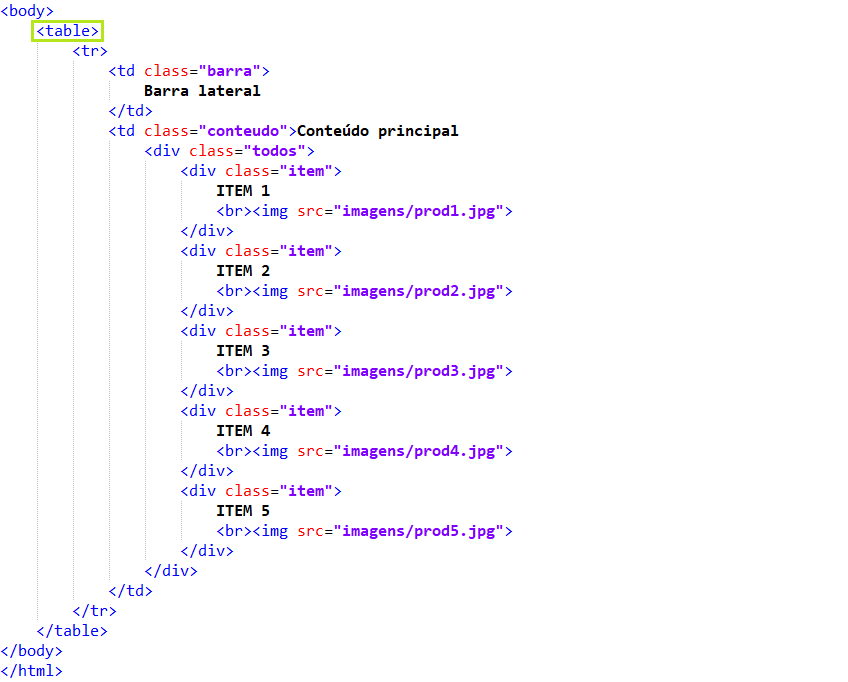 <body>
<table>
<tr>
<td class="barra">
Barra lateral
</td>
<td class="conteudo">Conteúdo principal
<div class="todos">
<div class="item">
ITEM 1
<br><img src="imagens/prod1.jpg">
</div>
<div class="item">
ITEM 2
<br><img src="imagens/prod2.jpg">
</div>
<div class="item">
ITEM 3
<br><img src="imagens/prod3.jpg">
</div>
<div class="item">
ITEM 4
<br><img src="imagens/prod4.jpg">
</div>
<div class="item">
ITEM 5
<br><img src="imagens/prod5.jpg">
</div>
</div>
</td>
</tr>
</table>
</body>
</html>